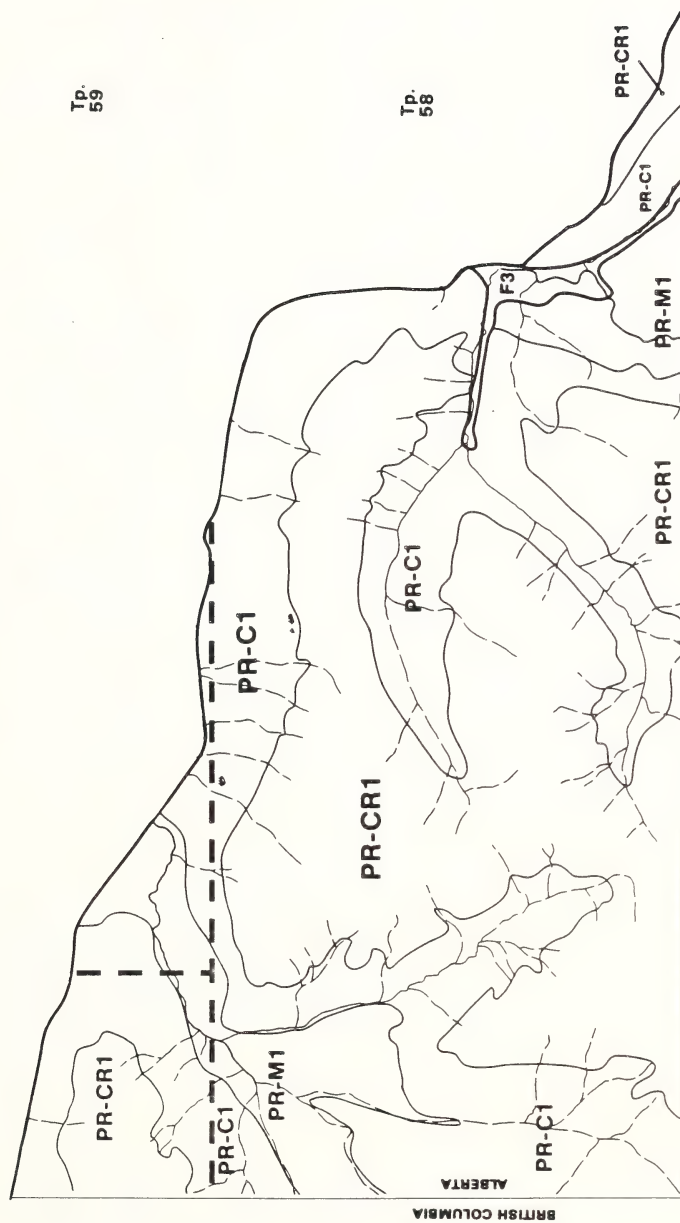 Tp.
59
PR-CR1
PR-C1
PR-C1
PR-M1
PR-CR1
PR-C1
Tp.
58
BRITISH COLUMBIA
ALBERTA
F3
PR-C1
PR-CR1
PR-C1
PR-CR1
PR-M1